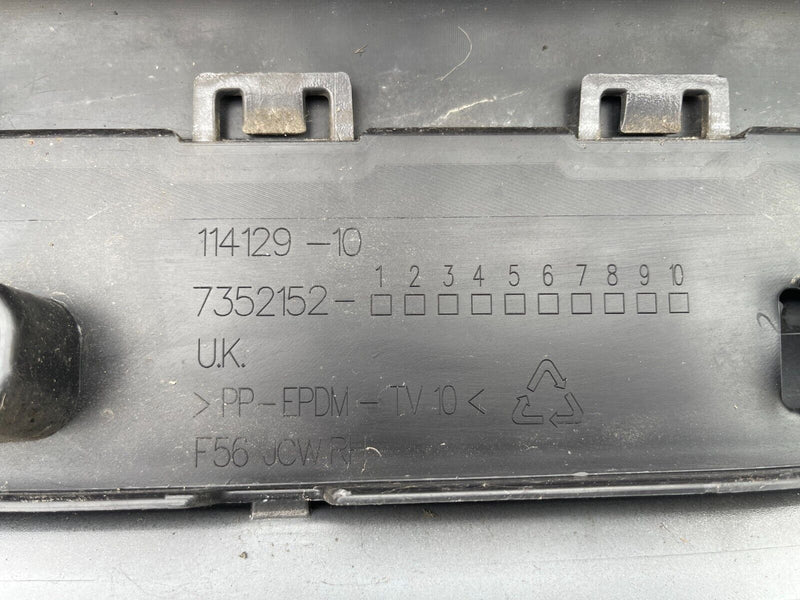 114129 -10
1 2 3 4 5 6 7 8 9 10
7352152- □ □ □ □ □ □ □ □ □ □
U.K.
>PP-EPDM-TV 10<
F56 JCW RH
2